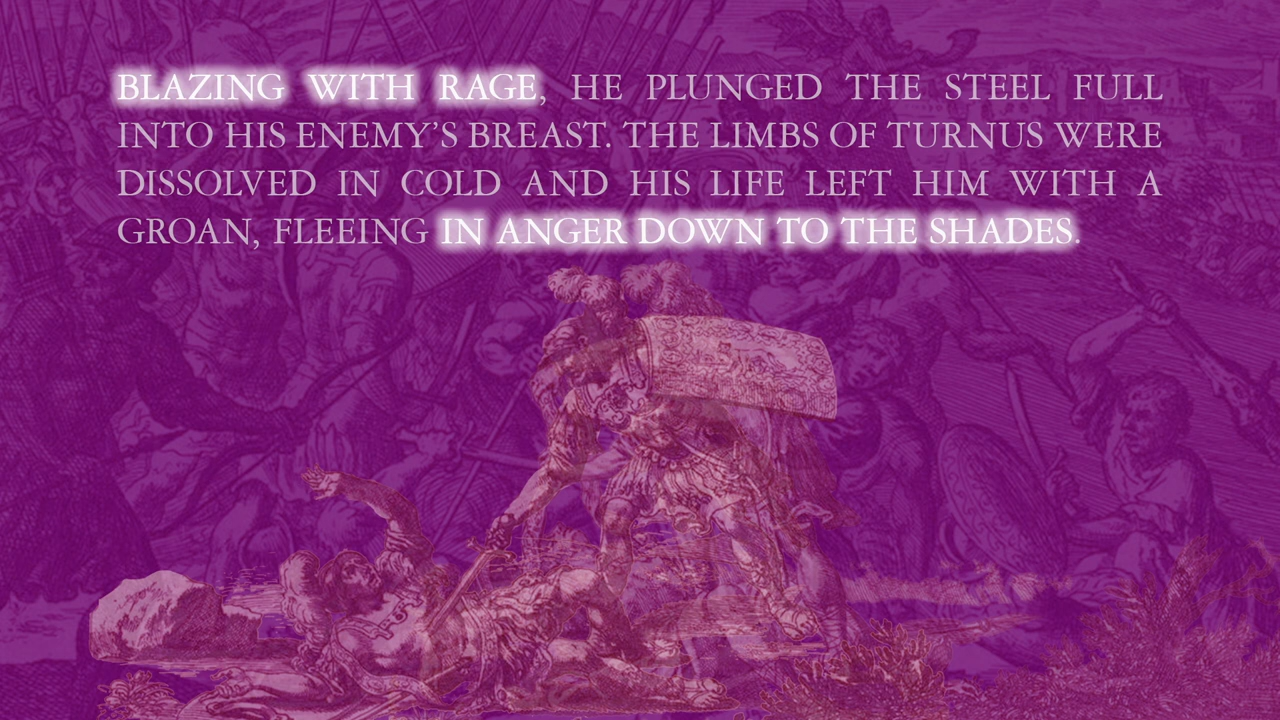 BLAZING WITH RAGE, HE PLUNGED THE STEEL FULL
INTO HIS ENEMY’S BREAST. THE LIMBS OF TURNUS WERE
DISSOLVED IN COLD AND HIS LIFE LEFT HIM WITH A
GROAN, FLEEING IN ANGER DOWN TO THE SHADES.